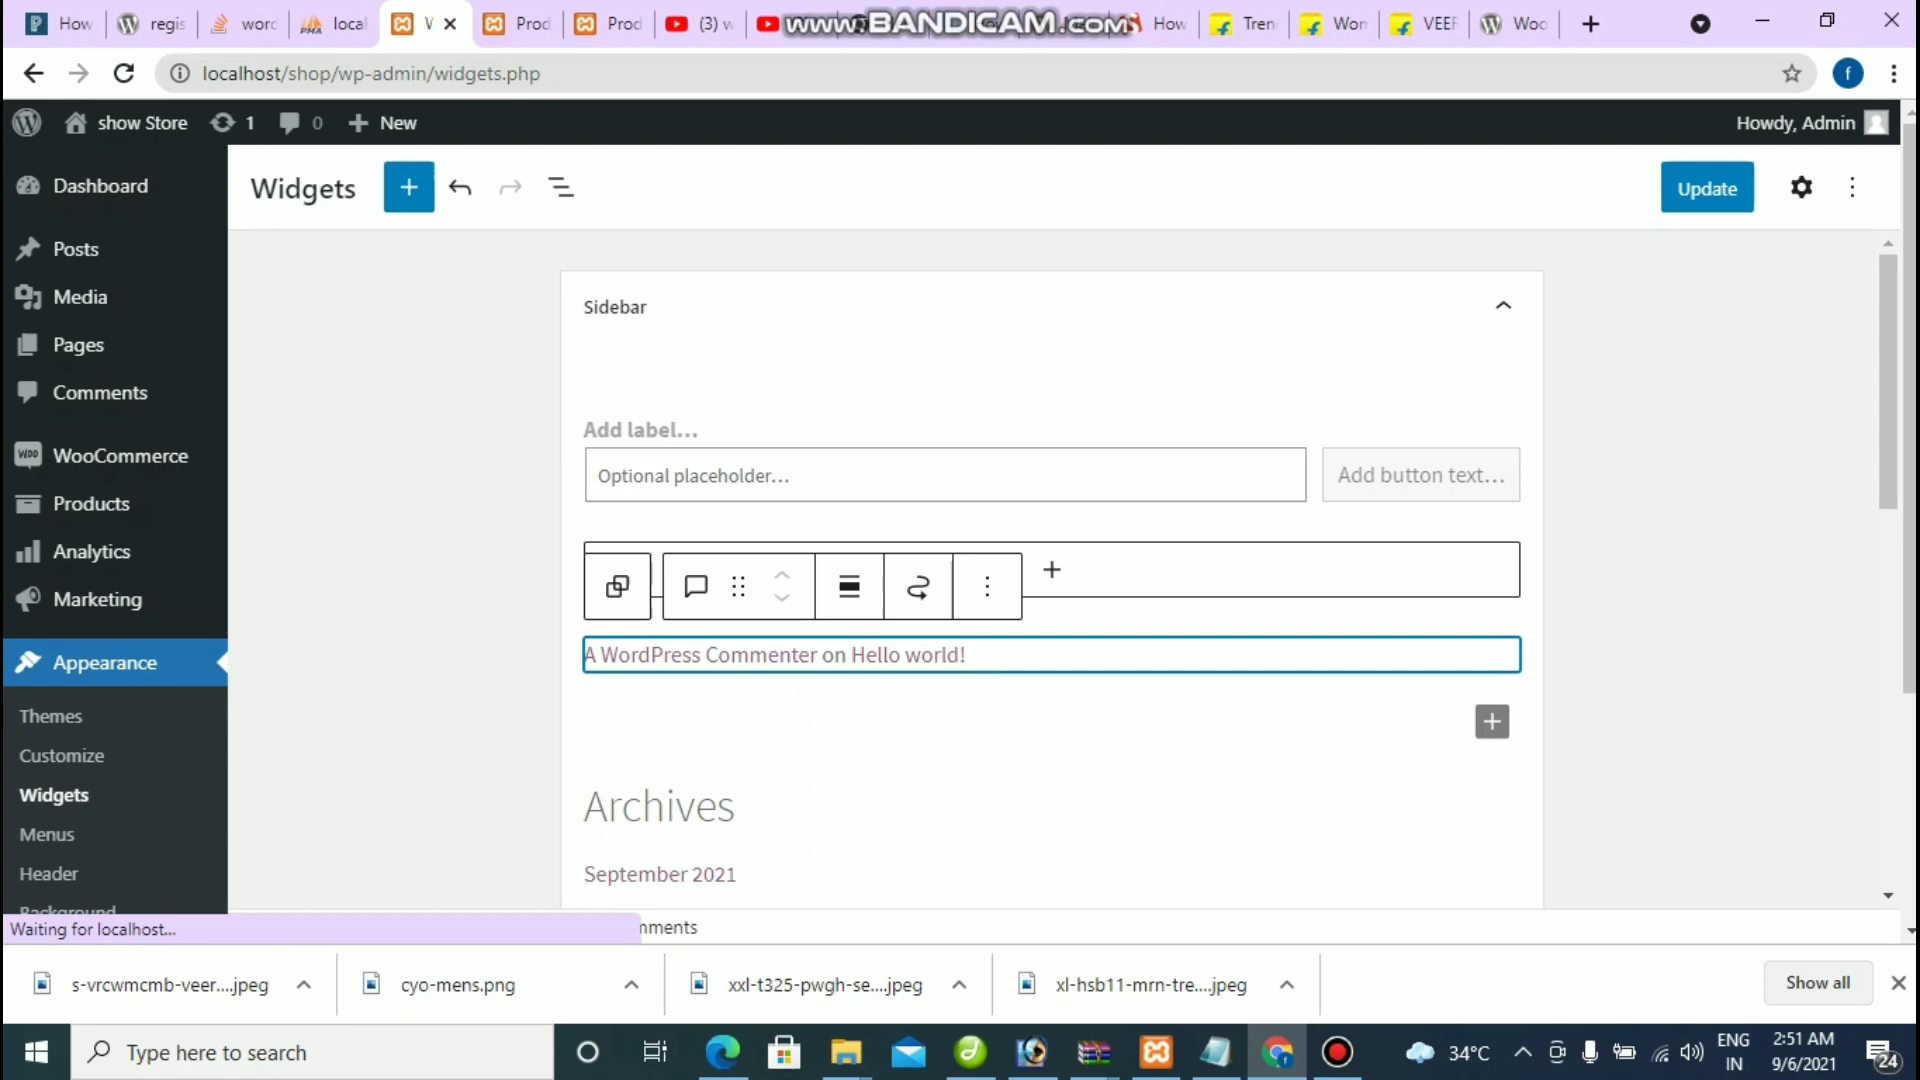 How
regis
word
local
W
Prod
Prod
(3) w
www.BANDICAM.com
How
Tren
Won
VEEF
Woo
localhost/shop/wp-admin/widgets.php
f
show Store
1
0
New
Howdy, Admin
Dashboard
Posts
Media
Pages
Comments
WooCommerce
Products
Analytics
Marketing
Appearance
Themes
Customize
Widgets
Menus
Header
Background
Widgets
Update
Sidebar
Add label...
Optional placeholder...
Add button text...
A WordPress Commenter on Hello world!
Archives
September 2021
Waiting for localhost...
mments
s-vrcwmcmb-veer....jpeg
cyo-mens.png
xxl-t325-pwgh-se....jpeg
xl-hsb11-mrn-tre....jpeg
Show all
Type here to search
34°C
ENG
IN
2:51 AM
9/6/2021
24